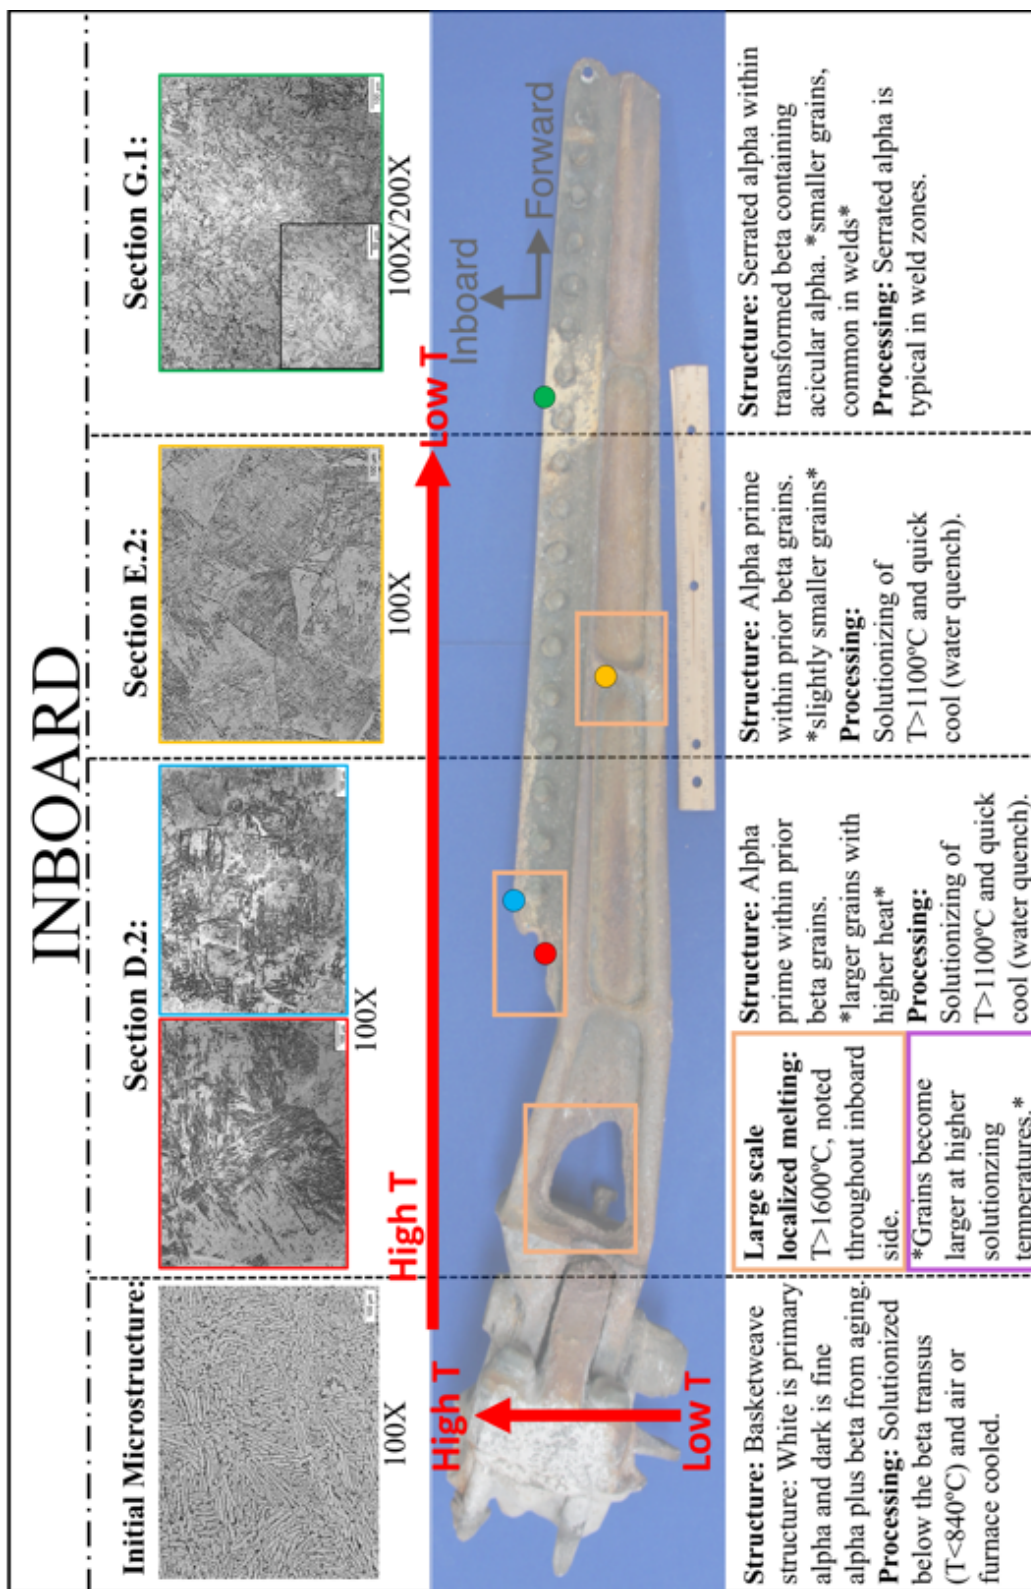 INBOARD
Initial Microstructure:
100X
Section D.2:
100X
Section E.2:
100X
Section G.1:
100X/200X
High T
Low T
High T
Low T
Inboard
Forward
Structure: Basketweave
structure: White is primary
alpha and dark is fine
alpha plus beta from aging.
Processing: Solutionized
below the beta transus
(T<840ºC) and air or
furnace cooled.
Large scale
localized melting:
T>1600ºC, noted
throughout inboard
side.
*Grains become
larger at higher
solutionizing
temperatures.*
Structure: Alpha
prime within prior
beta grains.
*larger grains with
higher heat*
Processing:
Solutionizing of
T>1100ºC and quick
cool (water quench).
Structure: Alpha prime
within prior beta grains.
*slightly smaller grains*
Processing:
Solutionizing of
T>1100ºC and quick
cool (water quench).
Structure: Serrated alpha within
transformed beta containing
acicular alpha. *smaller grains,
common in welds*
Processing: Serrated alpha is
typical in weld zones.